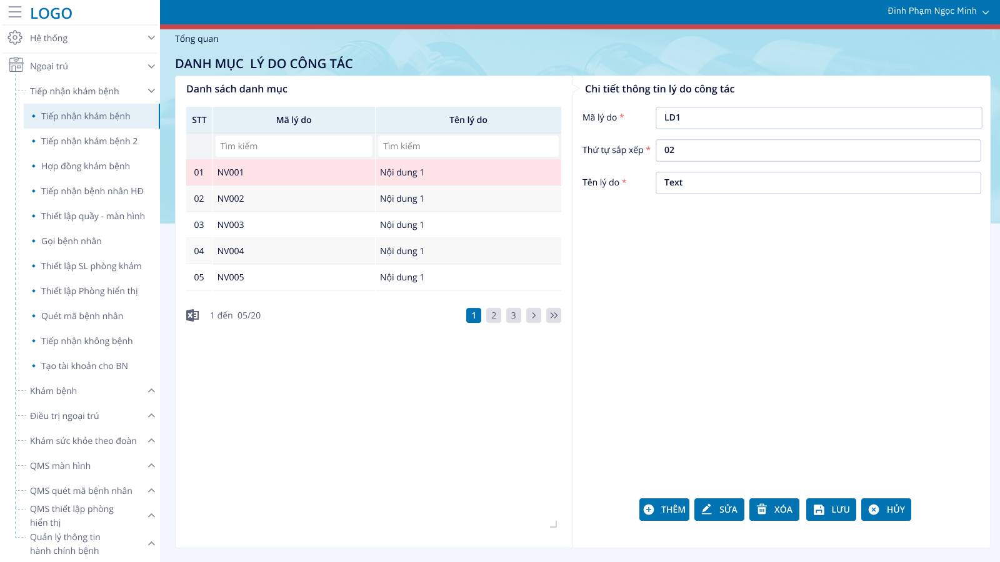 LOGO
Đinh Phạm Ngọc Minh
Hệ thống
Ngoại trú
Tiếp nhận khám bệnh
Tiếp nhận khám bệnh
Tiếp nhận khám bệnh 2
Hợp đồng khám bệnh
Tiếp nhận bệnh nhân HĐ
Thiết lập quầy - màn hình
Gọi bệnh nhân
Thiết lập SL phòng khám
Thiết lập Phòng hiển thị
Quét mã bệnh nhân
Tiếp nhận không bệnh
Tạo tài khoản cho BN
Khám bệnh
Điều trị ngoại trú
Khám sức khỏe theo đoàn
QMS màn hình
QMS quét mã bệnh nhân
QMS thiết lập phòng
hiển thị
Quản lý thông tin
hành chính bệnh
Tổng quan
DANH MỤC LÝ DO CÔNG TÁC
Danh sách danh mục
STT Mã lý do Tên lý do
Tìm kiếm Tìm kiếm
01 NV001 Nội dung 1
02 NV002 Nội dung 1
03 NV003 Nội dung 1
04 NV004 Nội dung 1
05 NV005 Nội dung 1
1 đến 05/20
1 2 3
Chi tiết thông tin lý do công tác
Mã lý do * LD1
Thứ tự sắp xếp * 02
Tên lý do * Text
THÊM SỬA XÓA LƯU HỦY